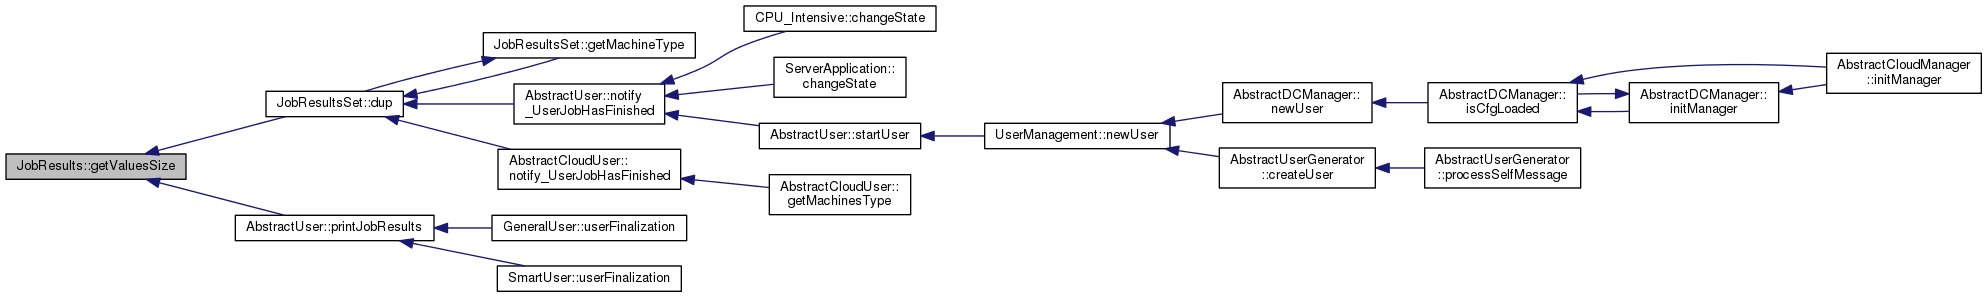 JobResults::getValuesSize
JobResultsSet::dup
AbstractUser::printJobResults
JobResultsSet::getMachineType
AbstractUser::notify
_UserJobHasFinished
AbstractCloudUser::
notify_UserJobHasFinished
GeneralUser::userFinalization
SmartUser::userFinalization
CPU_Intensive::changeState
ServerApplication::
changeState
AbstractUser::startUser
AbstractCloudUser::
getMachinesType
UserManagement::newUser
AbstractDCManager::
newUser
AbstractUserGenerator
::createUser
AbstractDCManager::
isCfgLoaded
AbstractUserGenerator
::processSelfMessage
AbstractDCManager::
initManager
AbstractCloudManager
::initManager